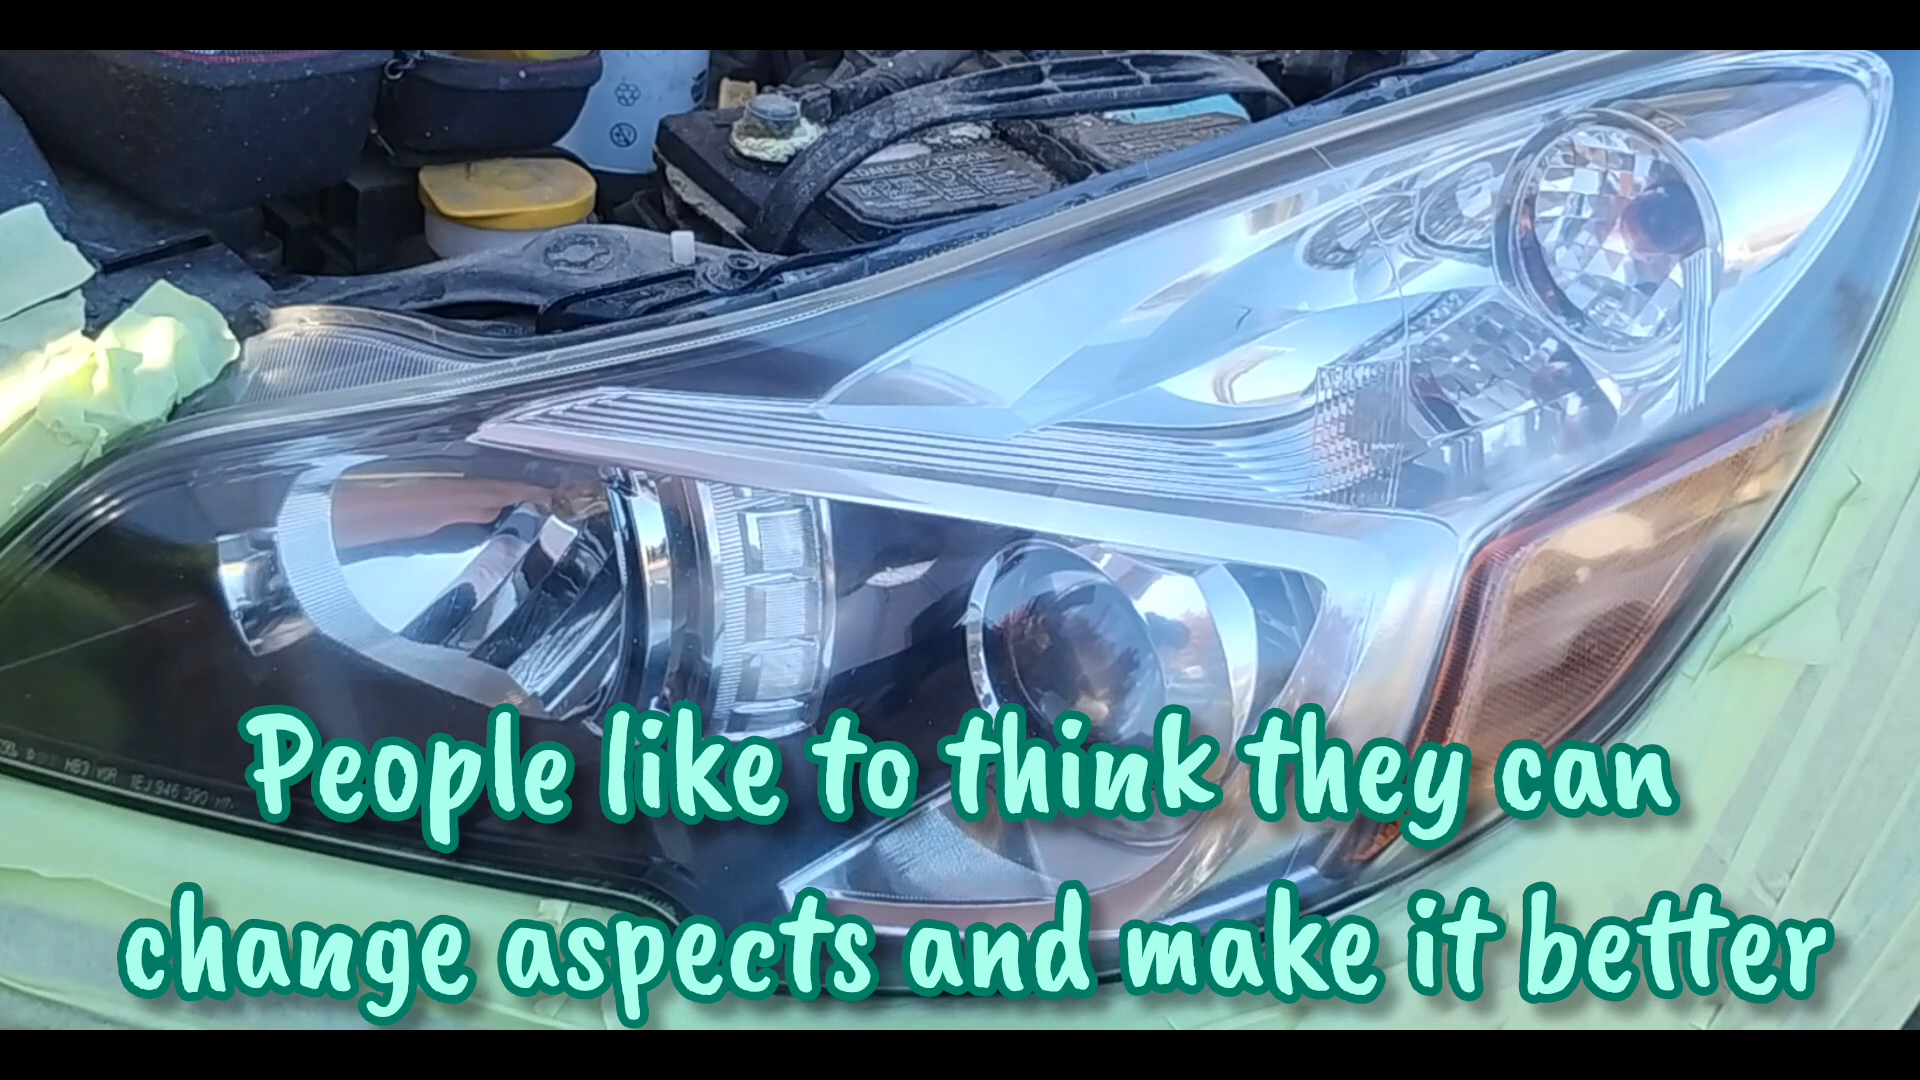 People like to think they can
change aspects and make it better